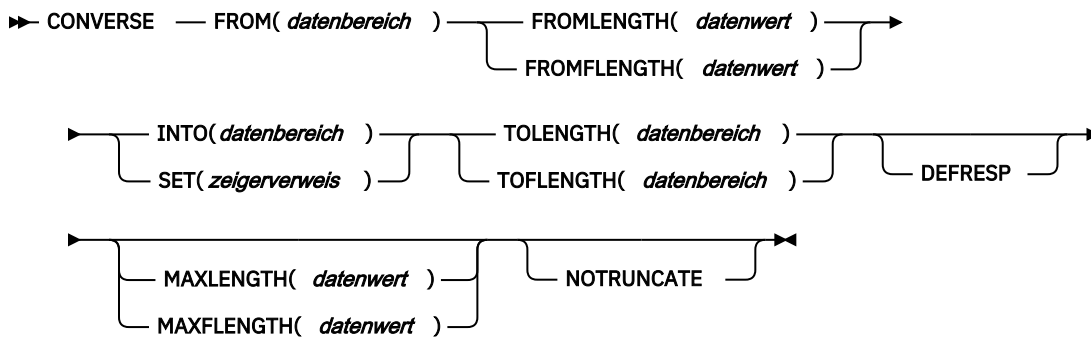 CONVERSE FROM( datenbereich ) FROMLENGTH( datenwert )
FROMFLENGTH( datenwert )
INTO( datenbereich ) TOLENGTH( datenbereich )
SET( zeigerverweis ) TOFLENGTH( datenbereich ) DEFRESP
MAXLENGTH( datenwert ) NOTRUNCATE
MAXFLENGTH( datenwert )